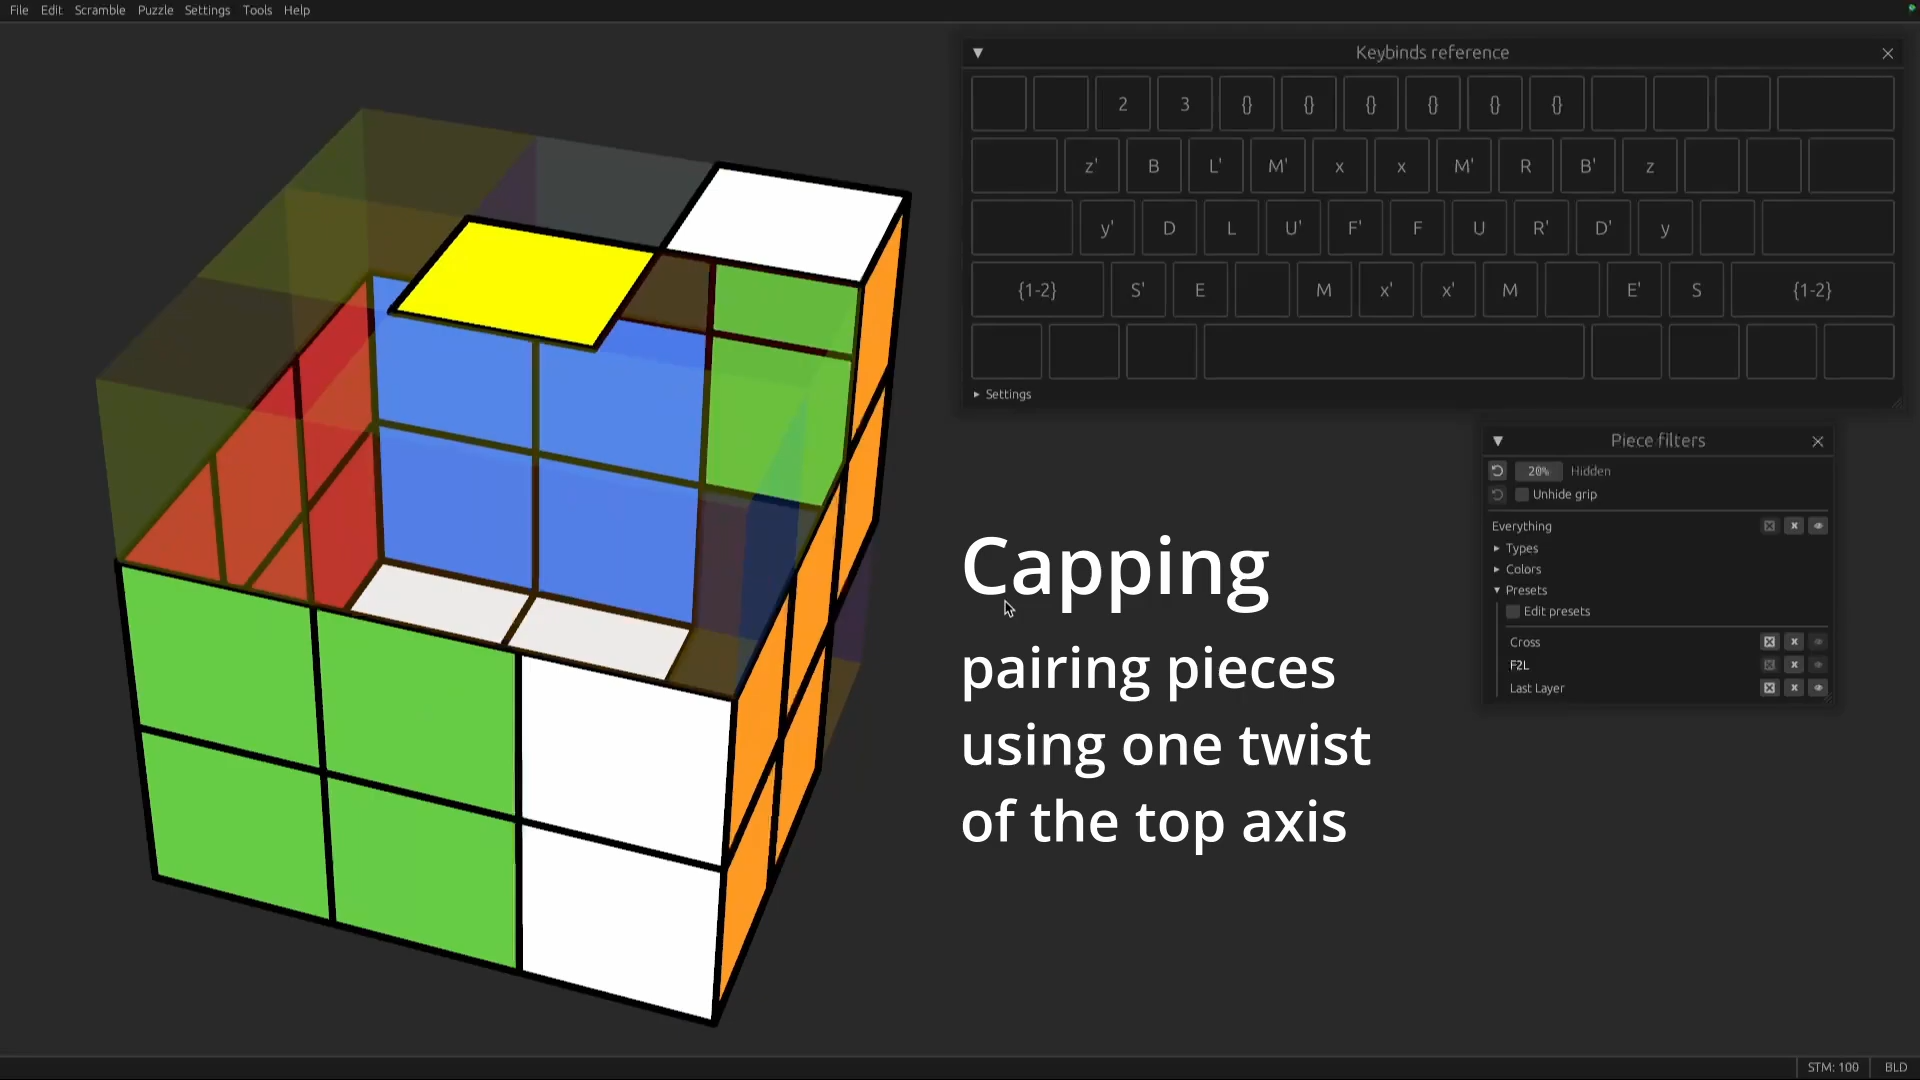 File Edit Scramble Puzzle Settings Tools Help
Keybinds reference
2 3 {} {} {} {} {} {}
z' B L' M' x x M' R B' z
y' D L U' F' F U R' D' y
{1-2} S' E M x' x' M E' S {1-2}
Settings
Piece filters
20% Hidden
Unhide grip
Everything
Types
Colors
Presets
Edit presets
Cross
F2L
Last Layer
Capping
pairing pieces
using one twist
of the top axis
STM: 100 BLD